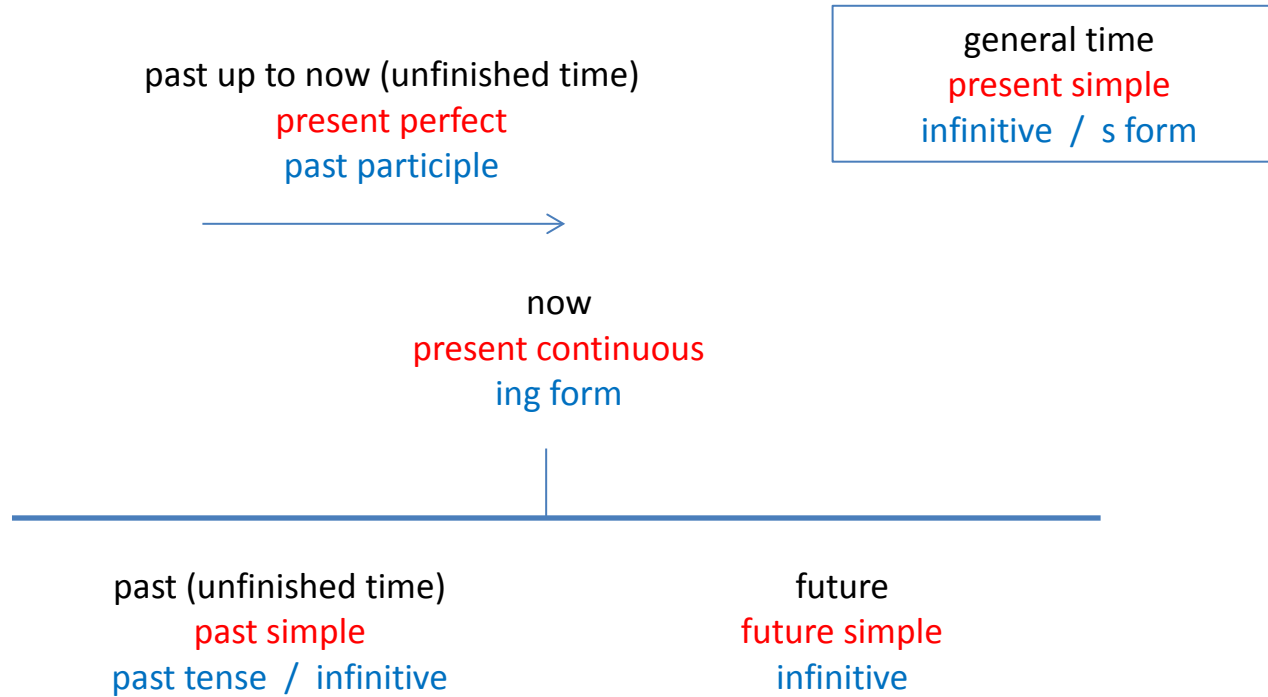 general time
present simple
infinitive / s form
past up to now (unfinished time)
present perfect
past participle
now
present continuous
ing form
past (unfinished time)
past simple
past tense / infinitive
future
future simple
infinitive